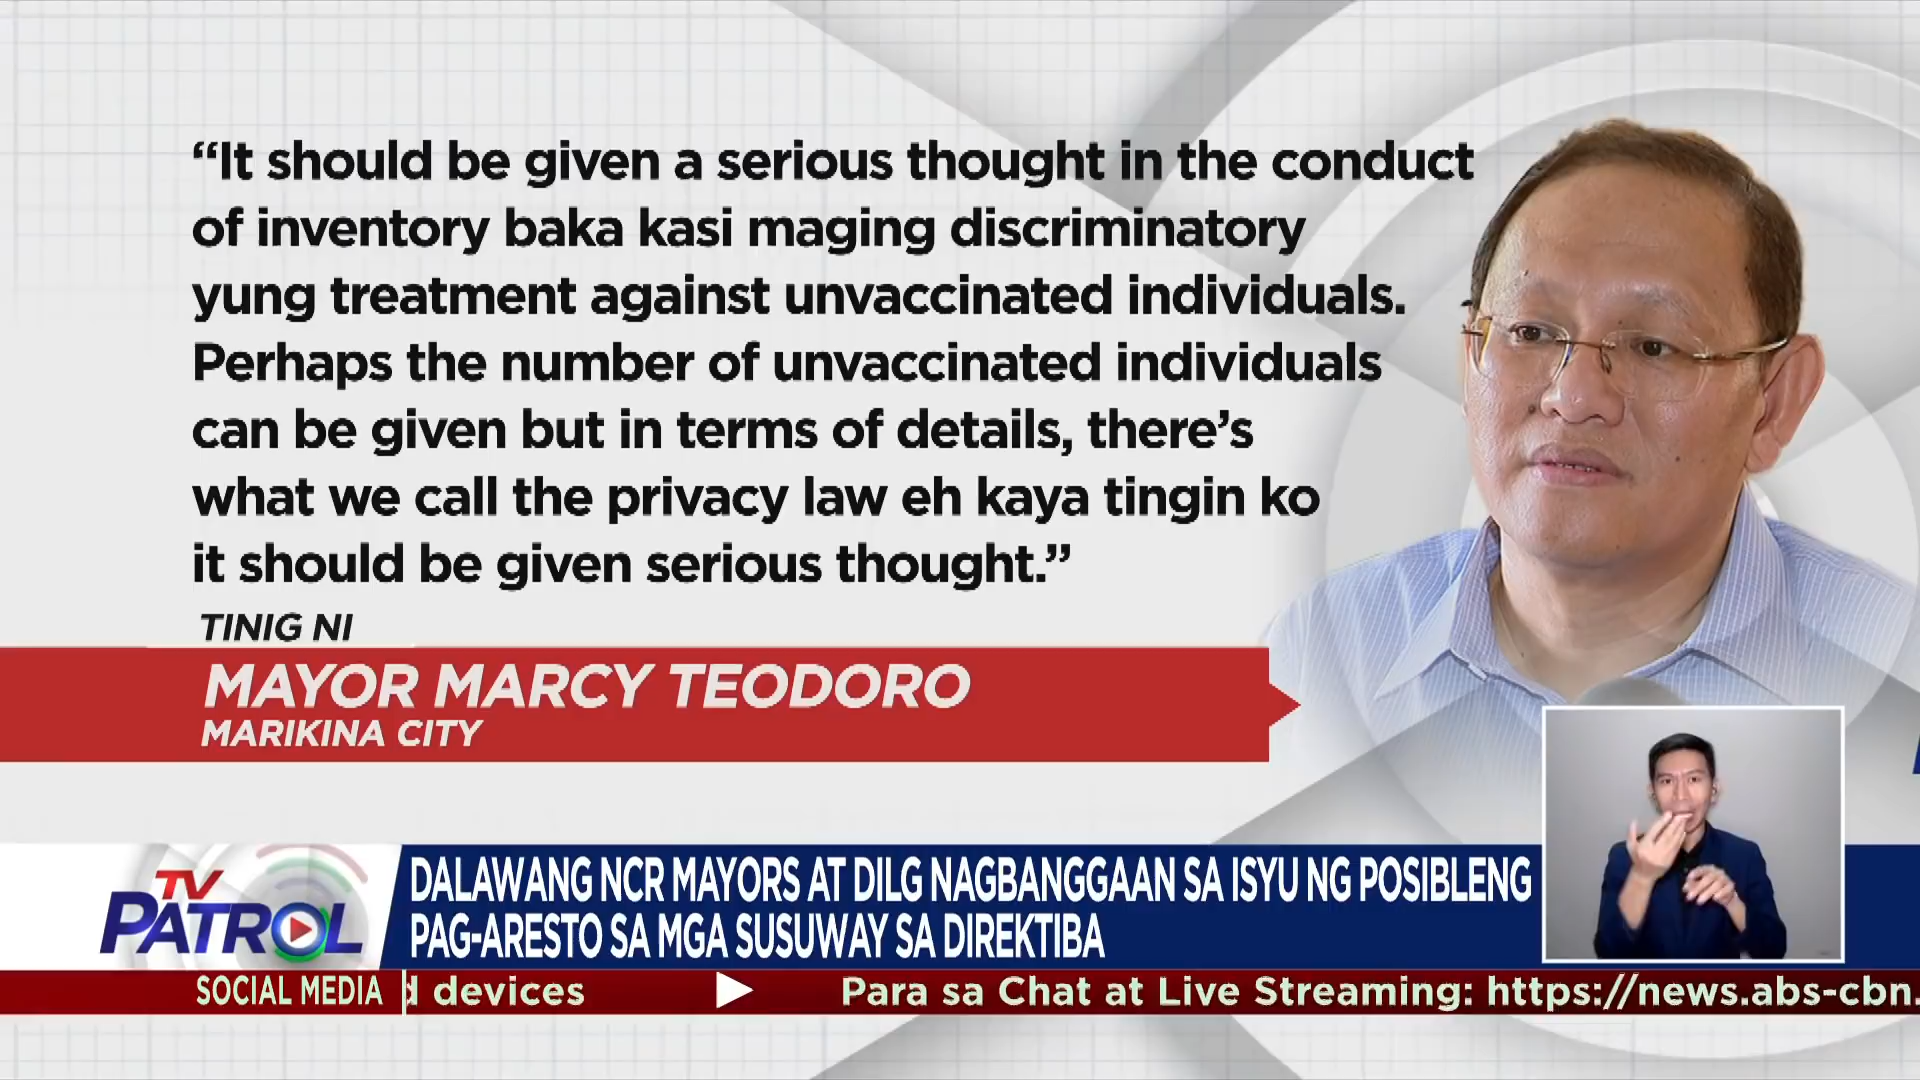 “It should be given a serious thought in the conduct
of inventory baka kasi maging discriminatory
yung treatment against unvaccinated individuals.
Perhaps the number of unvaccinated individuals
can be given but in terms of details, there’s
what we call the privacy law eh kaya tingin ko
it should be given serious thought.”
TINIG NI
MAYOR MARCY TEODORO
MARIKINA CITY
TV
PATROL
DALAWANG NCR MAYORS AT DILG NAGBANGGAAN SA ISYU NG POSIBLENG
PAG-ARESTO SA MGA SUSUWAY SA DIREKTIBA
SOCIAL MEDIA devices Para sa Chat at Live Streaming: https://news.abs-cbn.